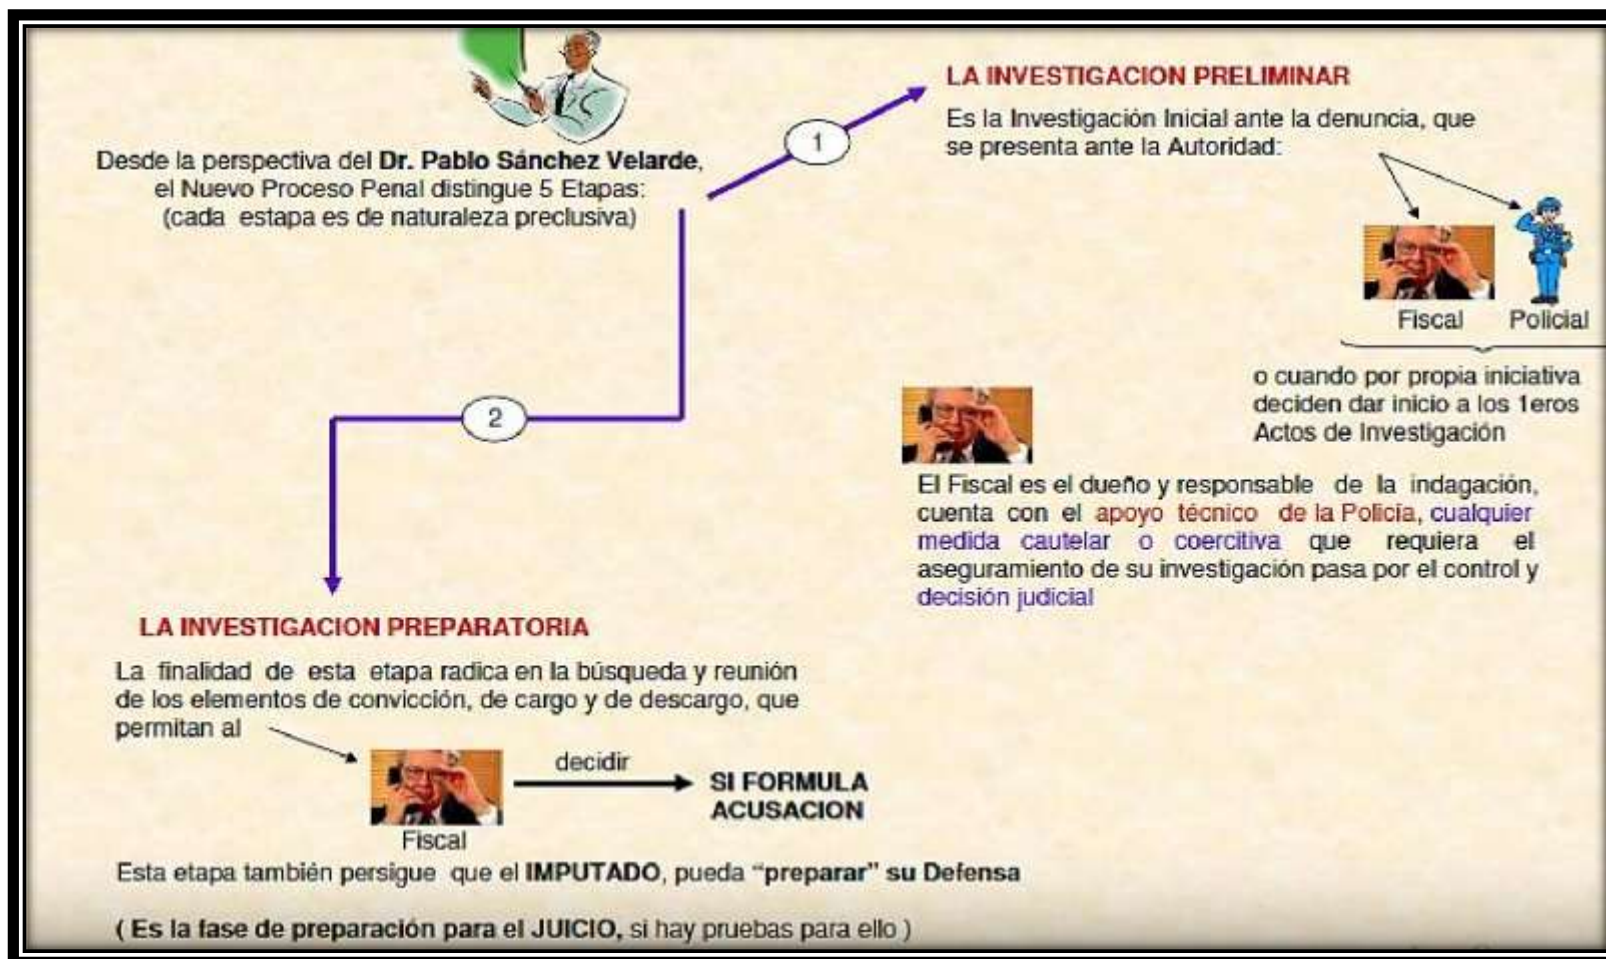 Desde la perspectiva del Dr. Pablo Sánchez Velarde,
el Nuevo Proceso Penal distingue 5 Etapas:
(cada estapa es de naturaleza preclusiva)
1
LA INVESTIGACION PRELIMINAR
Es la Investigación Inicial ante la denuncia, que
se presenta ante la Autoridad:
Fiscal Policial
o cuando por propia iniciativa
deciden dar inicio a los 1eros
Actos de Investigación
El Fiscal es el dueño y responsable de la indagación,
cuenta con el apoyo técnico de la Policia, cualquier
medida cautelar o coercitiva que requiera el
aseguramiento de su investigación pasa por el control y
decisión judicial
2
LA INVESTIGACION PREPARATORIA
La finalidad de esta etapa radica en la búsqueda y reunión
de los elementos de convicción, de cargo y de descargo, que
permitan al
Fiscal
decidir
SI FORMULA
ACUSACION
Esta etapa también persigue que el IMPUTADO, pueda “preparar” su Defensa
( Es la fase de preparación para el JUICIO, si hay pruebas para ello )